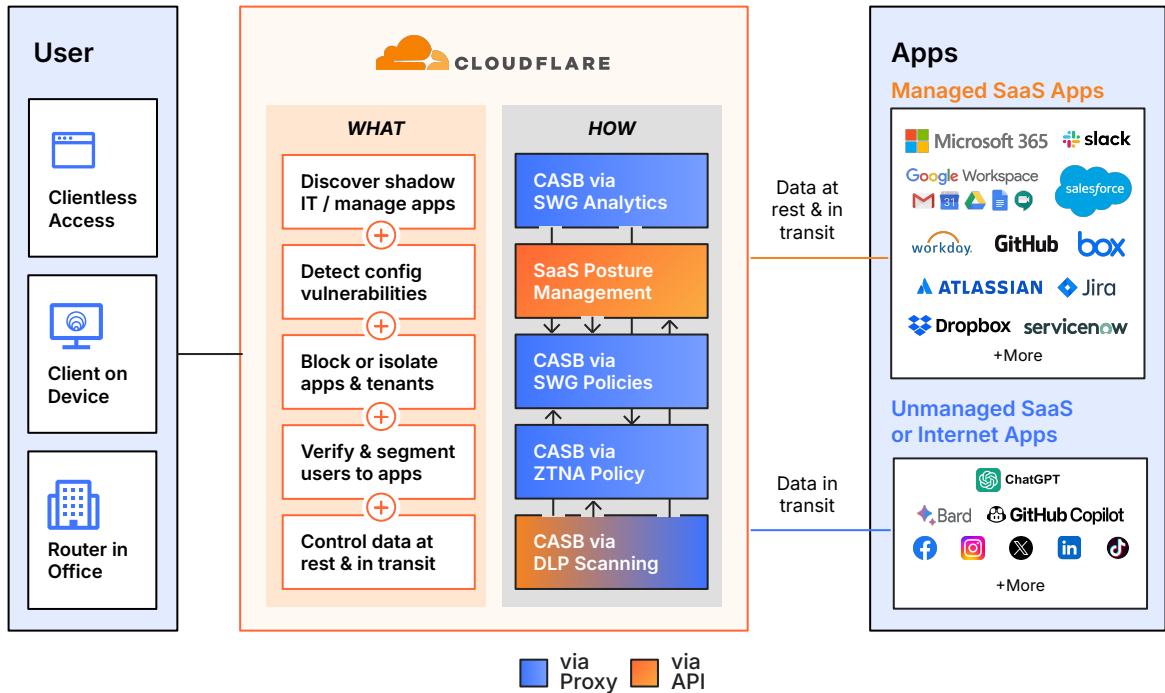 User
Clientless
Access
Client on
Device
Router in
Office
CLOUDFLARE
WHAT
Discover shadow
IT / manage apps
Detect config
vulnerabilities
Block or isolate
apps & tenants
Verify & segment
users to apps
Control data at
rest & in transit
HOW
CASB via
SWG Analytics
SaaS Posture
Management
CASB via
SWG Policies
CASB via
ZTNA Policy
CASB via
DLP Scanning
Data at
rest & in
transit
Data in
transit
Apps
Managed SaaS Apps
Microsoft 365
slack
Google Workspace
31
salesforce
workday.
GitHub
box
ATLASSIAN
Jira
Dropbox
servicenow
+More
Unmanaged SaaS
or Internet Apps
ChatGPT
Bard
GitHub Copilot
+More
via
Proxy
via
API